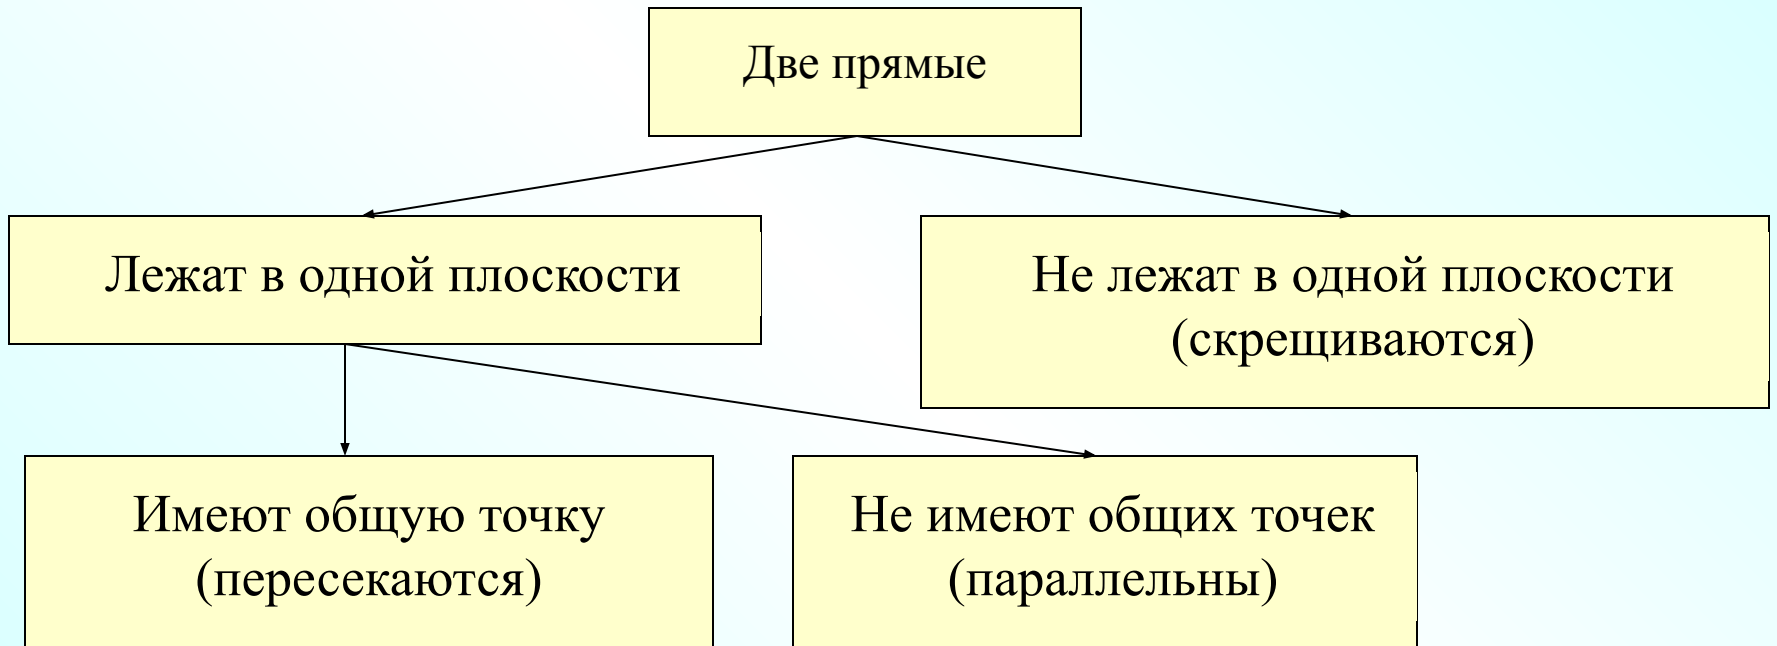 Две прямые
Лежат в одной плоскости
Не лежат в одной плоскости
(скрещиваются)
Имеют общую точку
(пересекаются)
Не имеют общих точек
(параллельны)